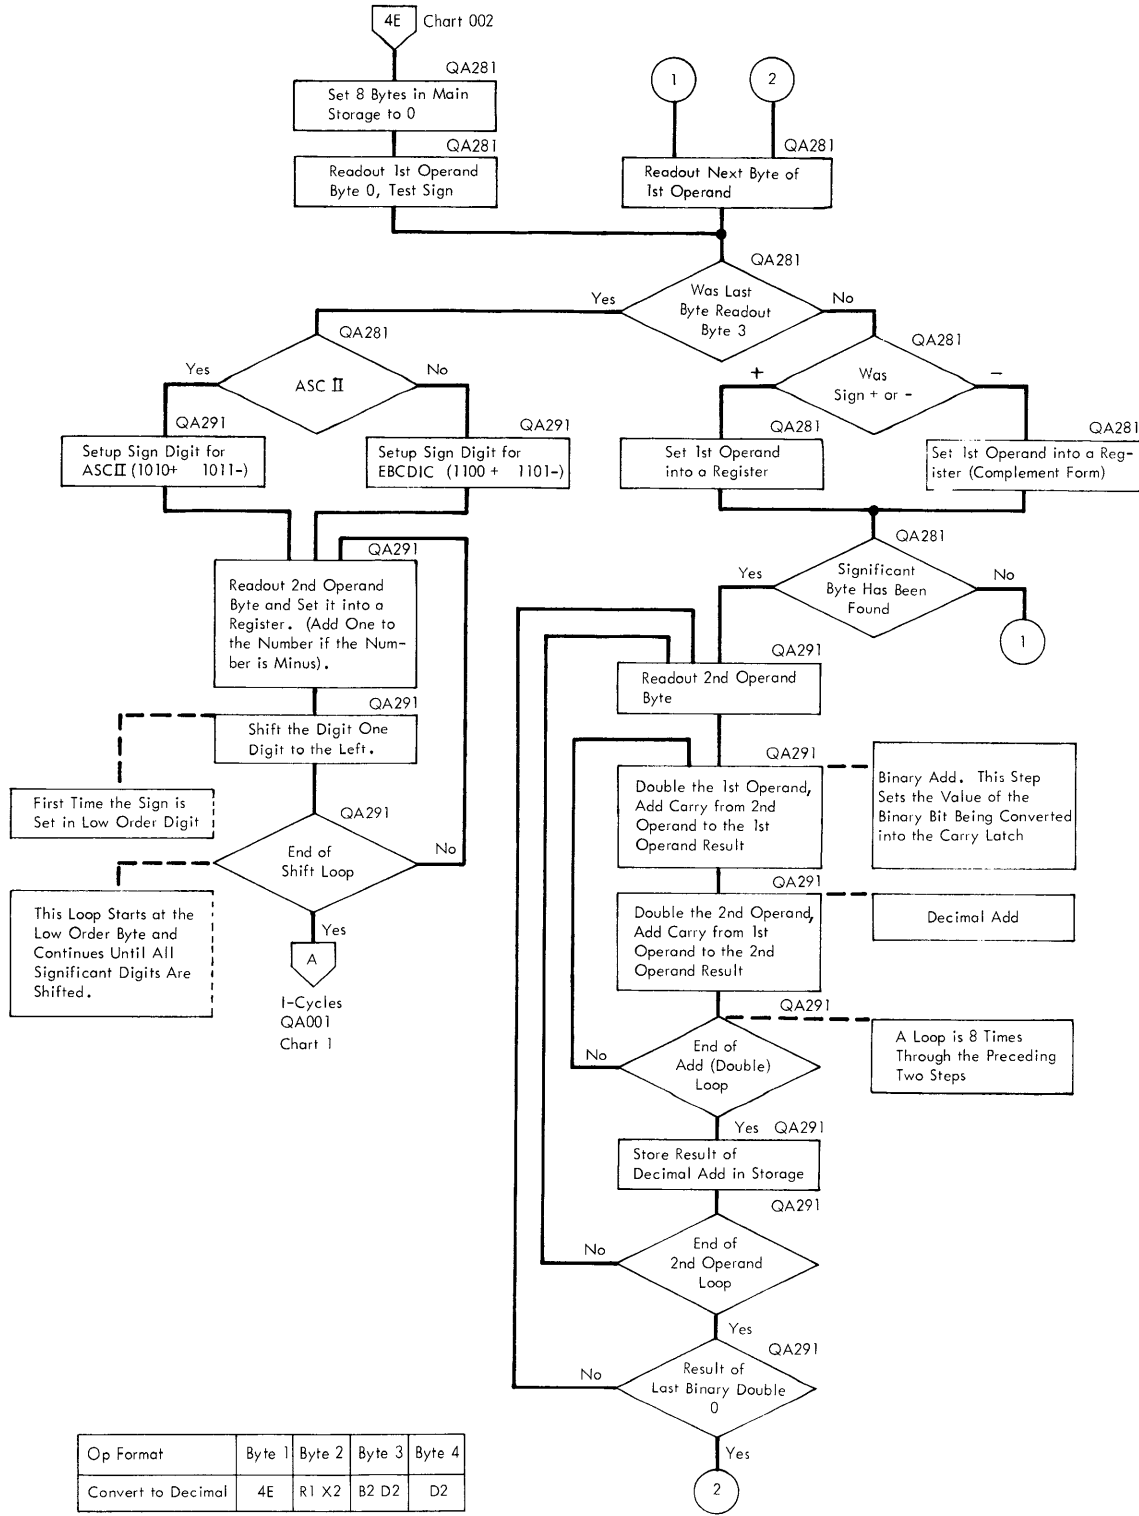 4E Chart 002
QA281
Set 8 Bytes in Main
Storage to 0
QA281
Readout 1st Operand
Byte 0, Test Sign
1
2
QA281
Readout Next Byte of
1st Operand
QA281
Was Last
Byte Readout
Byte 3
Yes
No
QA281
ASC II
Yes
No
QA281
Was
Sign + or -
+
-
QA291
Setup Sign Digit for
ASCII (1010+ 1011-)
QA291
Setup Sign Digit for
EBCDIC (1100 + 1101-)
QA281
Set 1st Operand
into a Register
QA281
Set 1st Operand into a Reg-
ister (Complement Form)
QA281
Significant
Byte Has Been
Found
Yes
No
1
QA291
Readout 2nd Operand
Byte and Set it into a
Register. (Add One to
the Number if the Num-
ber is Minus).
QA291
Shift the Digit One
Digit to the Left.
First Time the Sign is
Set in Low Order Digit
QA291
End of
Shift Loop
No
Yes
This Loop Starts at the
Low Order Byte and
Continues Until All
Significant Digits Are
Shifted.
A
I-Cycles
QA001
Chart 1
QA291
Readout 2nd Operand
Byte
QA291
Double the 1st Operand,
Add Carry from 2nd
Operand to the 1st
Operand Result
Binary Add. This Step
Sets the Value of the
Binary Bit Being Converted
into the Carry Latch
QA291
Double the 2nd Operand,
Add Carry from 1st
Operand to the 2nd
Operand Result
Decimal Add
QA291
End of
Add (Double)
Loop
No
Yes
A Loop is 8 Times
Through the Preceding
Two Steps
QA291
Store Result of
Decimal Add in Storage
QA291
End of
2nd Operand
Loop
No
Yes
QA291
Result of
Last Binary Double
0
No
Yes
2
Op Format Byte 1 Byte 2 Byte 3 Byte 4
Convert to Decimal 4E R1 X2 B2 D2 D2